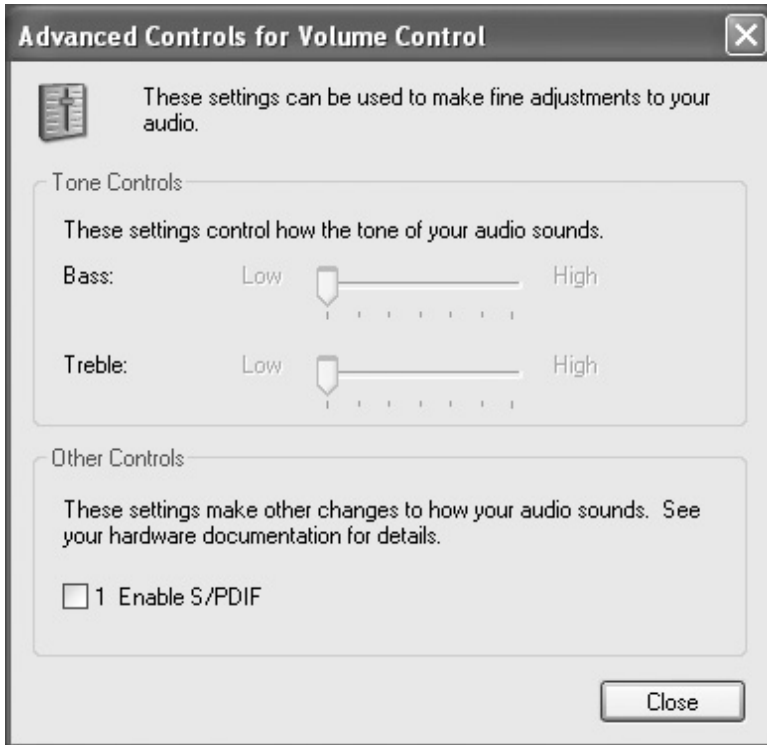 Advanced Controls for Volume Control
These settings can be used to make fine adjustments to your
audio.
Tone Controls
These settings control how the tone of your audio sounds.
Bass: Low High
Treble: Low High
Other Controls
These settings make other changes to how your audio sounds. See
your hardware documentation for details.
1 Enable S/PDIF
Close